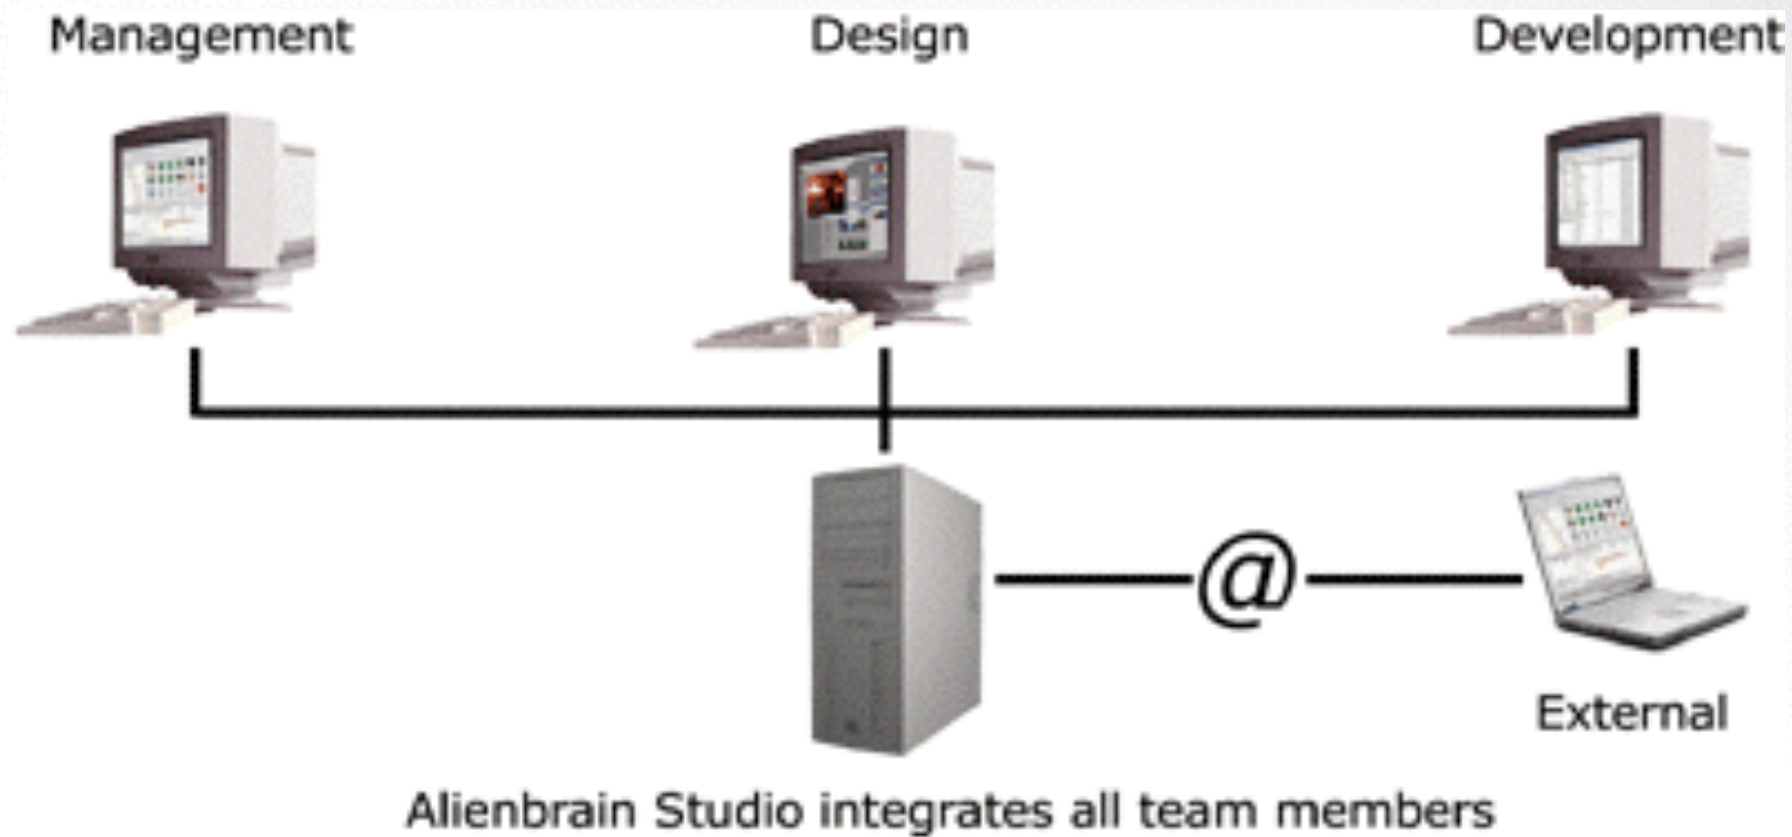 Management
Design
Development
@
External
Alienbrain Studio integrates all team members